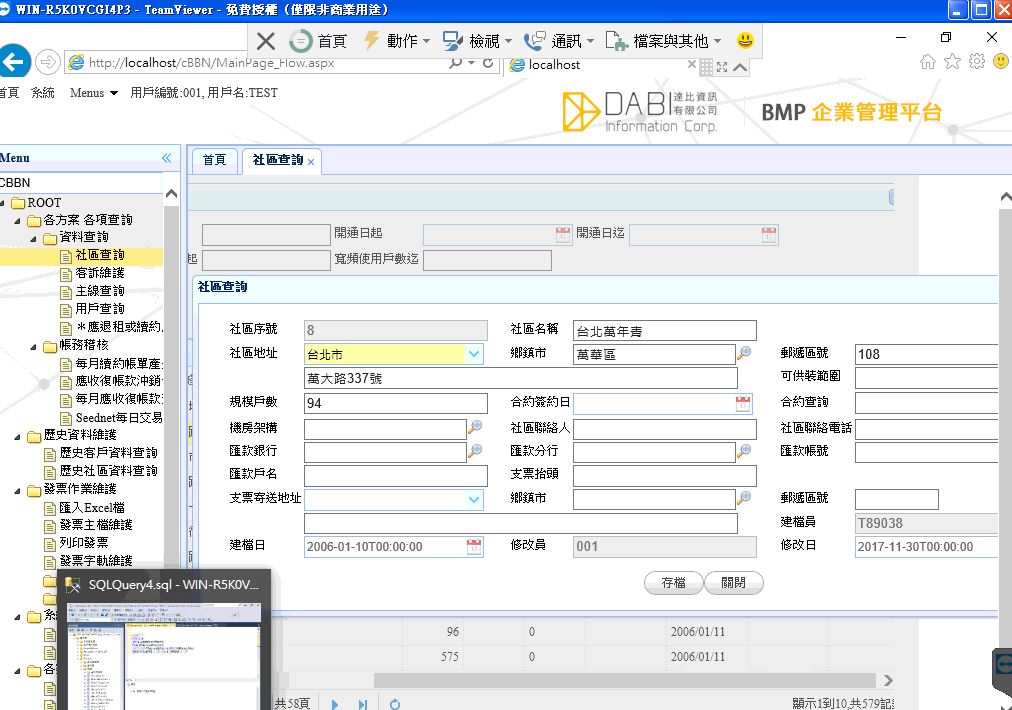 WIN-R5K0VCGI4P3 - TeamViewer - 免費授權（僅限非商業用途）
首頁 動作 檢視 通訊 檔案與其他
http://localhost/cBBN/MainPage_Flow.aspx localhost
首頁 系統 Menus 用戶編號:001, 用戶名:TEST
DABI 達比資訊有限公司
Information Corp.
BMP 企業管理平台
Menu
首頁 社區查詢
CBBN
ROOT
各方案 各項查詢
資料查詢
社區查詢
客訴維護
主線查詢
用戶查詢
＊應退租或續約
帳務稽核
每月續約帳單產
應收復帳款沖銷
每月應收復帳款
Seednet每日交易
歷史資料維護
歷史客戶資料查詢
歷史社區資料查詢
發票作業維護
匯入Excel檔
發票主檔維護
列印發票
發票字軌維護
開通日起 開通日迄
起 寬頻使用戶數迄
社區查詢
社區序號 8 社區名稱 台北萬年青
社區地址 台北市 鄉鎮市 萬華區 郵遞區號 108
萬大路337號 可供裝範圍
規模戶數 94 合約簽約日 合約查詢
機房架構 社區聯絡人 社區聯絡電話
匯款銀行 匯款分行 匯款帳號
匯款戶名 支票抬頭
支票寄送地址 鄉鎮市 郵遞區號
建檔員 T89038
建檔日 2006-01-10T00:00:00 修改員 001 修改日 2017-11-30T00:00:00
存檔 關閉
SQLQuery4.sql - WIN-R5K0V...
96 0 2006/01/11
575 0 2006/01/11
共58頁 顯示1到10,共579記